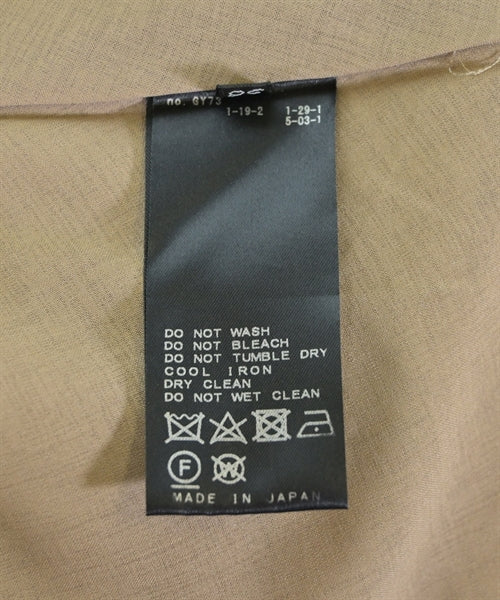 no. GY73
1-19-2 1-29-1
5-03-1
DO NOT WASH
DO NOT BLEACH
DO NOT TUMBLE DRY
COOL IRON
DRY CLEAN
DO NOT WET CLEAN
F W
MADE IN JAPAN